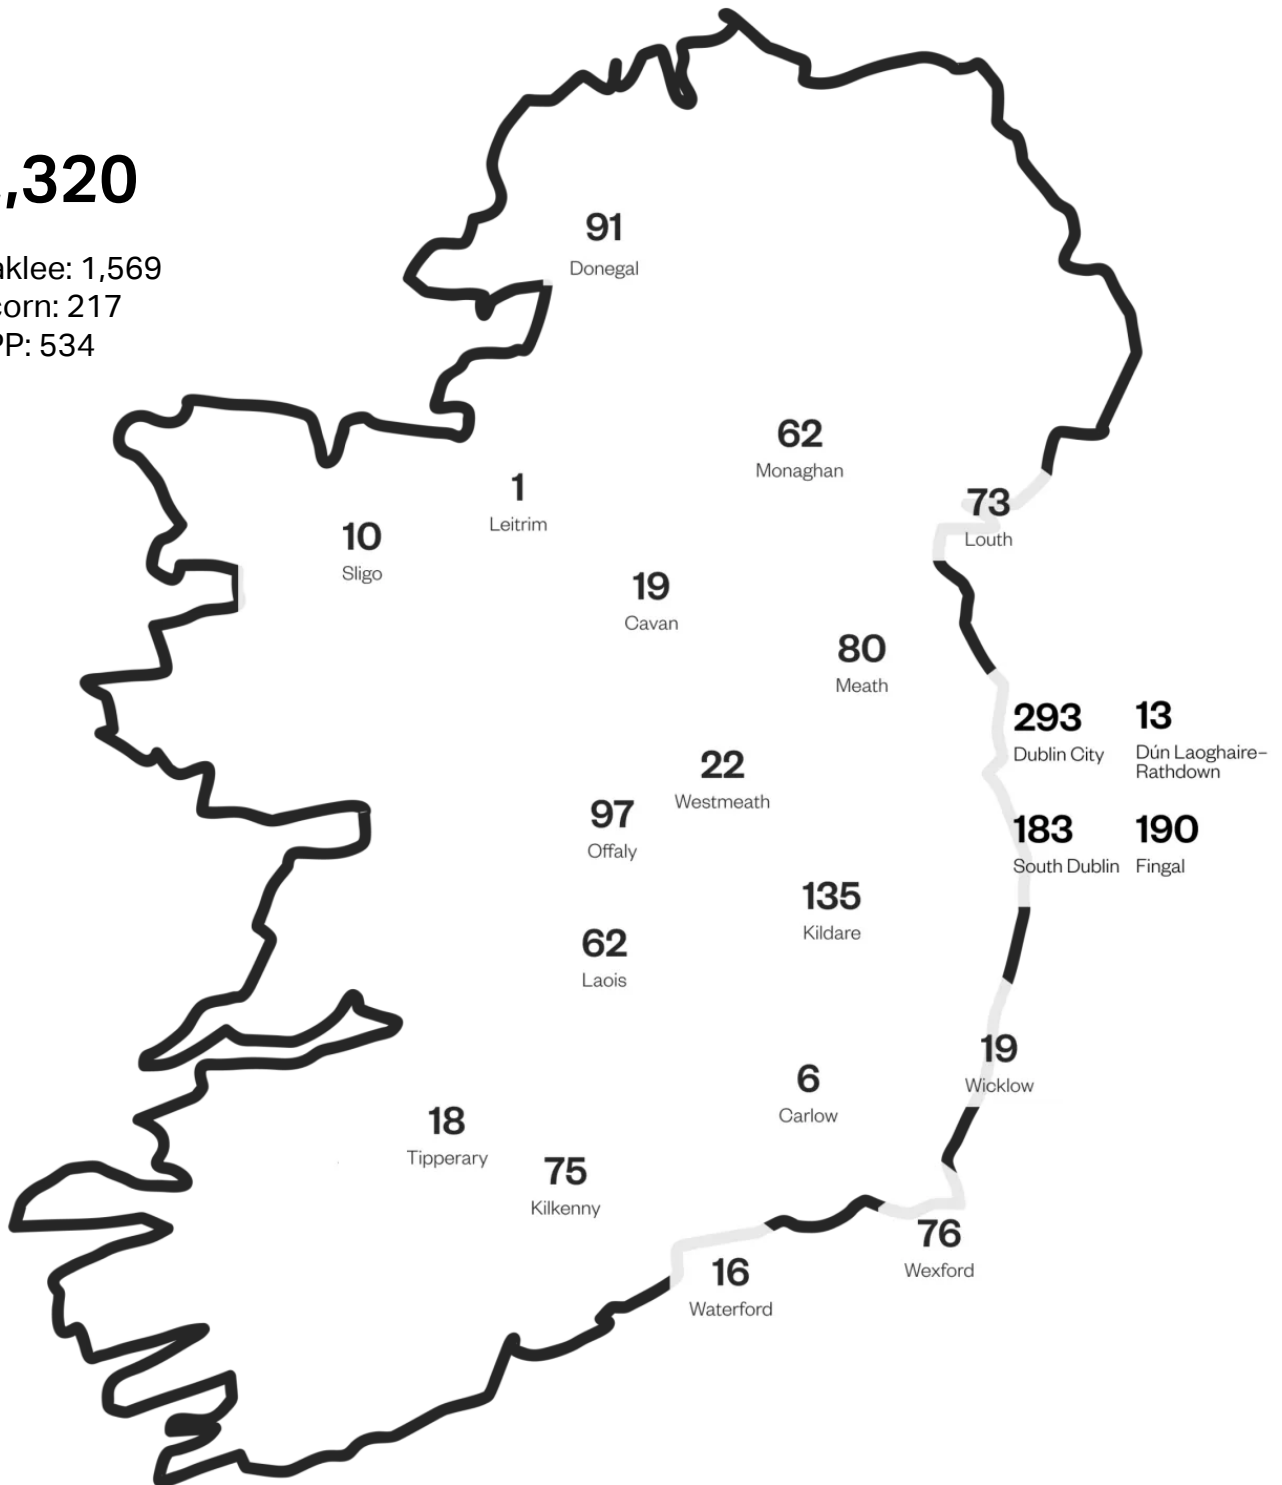 ,320
aklee: 1,569
corn: 217
PP: 534
91
Donegal
62
Monaghan
1
Leitrim
73
Louth
10
Sligo
19
Cavan
80
Meath
293
Dublin City
13
Dún Laoghaire–
Rathdown
22
Westmeath
97
Offaly
183
South Dublin
190
Fingal
135
Kildare
62
Laois
19
Wicklow
6
Carlow
18
Tipperary
75
Kilkenny
76
Wexford
16
Waterford